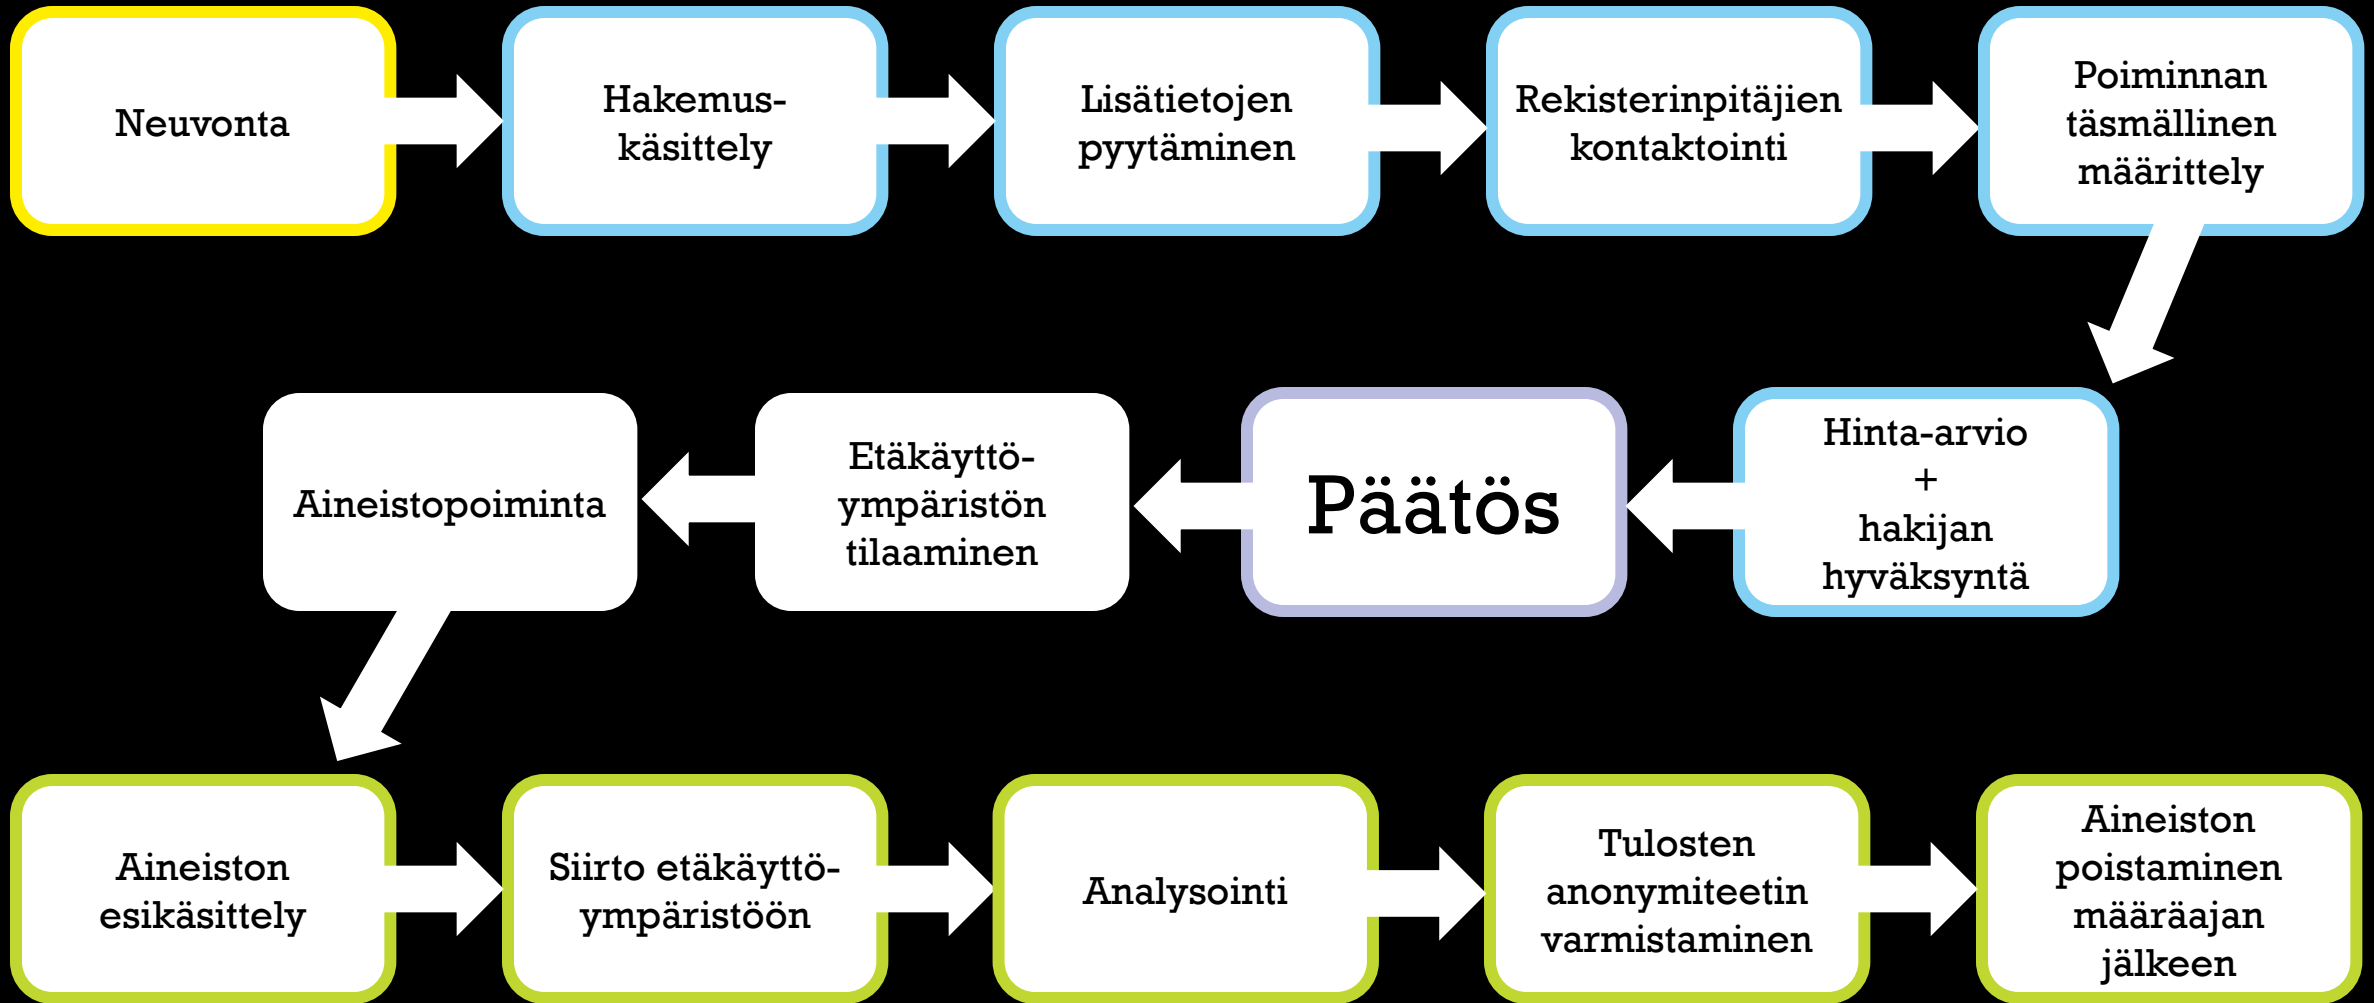 Neuvonta
Hakemus-
käsittely
Lisätietojen
pyytäminen
Rekisterinpitäjien
kontaktointi
Poiminnan
täsmällinen
määrittely
Hinta-arvio
+
hakijan
hyväksyntä
Päätös
Etäkäyttö-
ympäristön
tilaaminen
Aineistopoiminta
Aineiston
esikäsittely
Siirto etäkäyttö-
ympäristöön
Analysointi
Tulosten
anonymiteetin
varmistaminen
Aineiston
poistaminen
määräajan
jälkeen